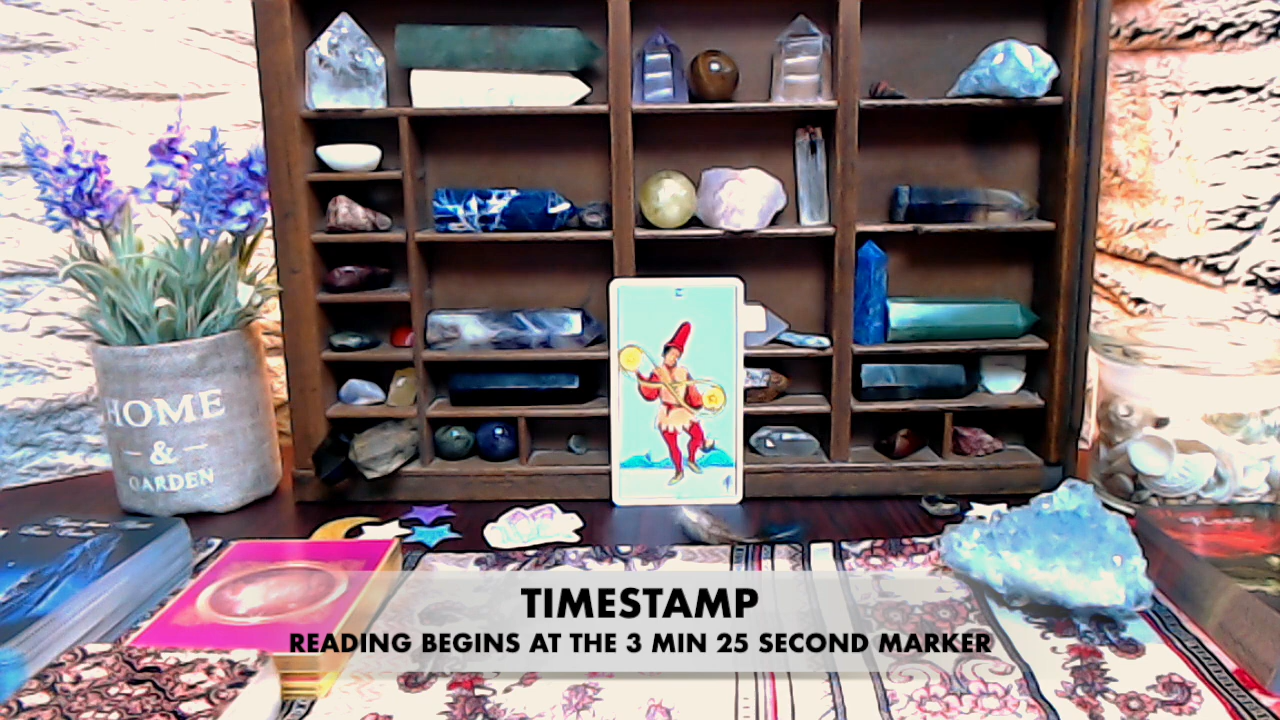 HOME
&
GARDEN
TIMESTAMP
READING BEGINS AT THE 3 MIN 25 SECOND MARKER